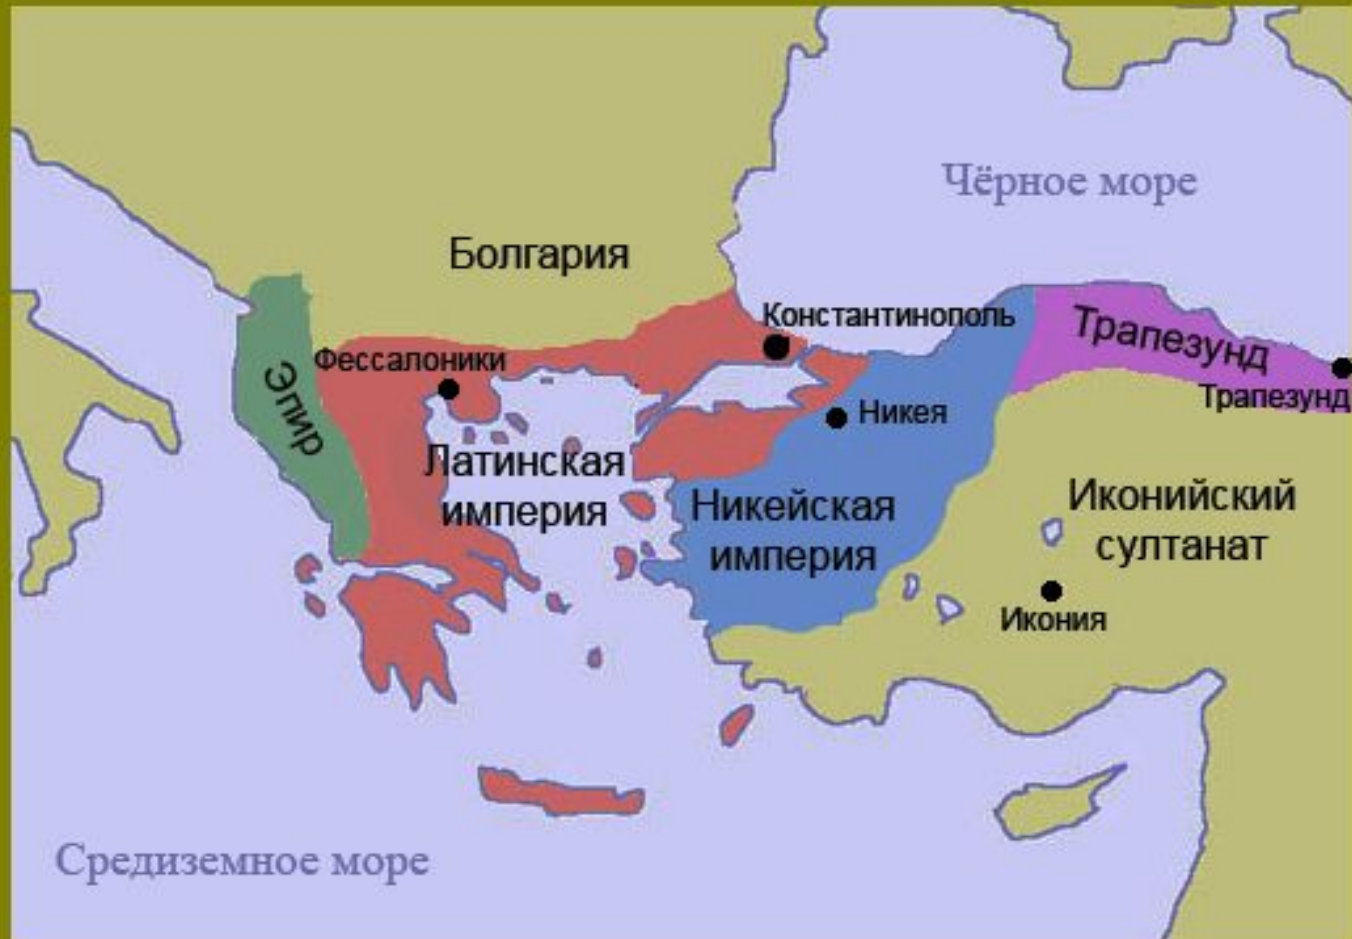 Чёрное море
Болгария
Константинополь
Трапезунд
Фессалоники
Эпир
Трапезунд
Никея
Латинская
империя
Никейская
империя
Иконийский
султанат
Икония
Средиземное море